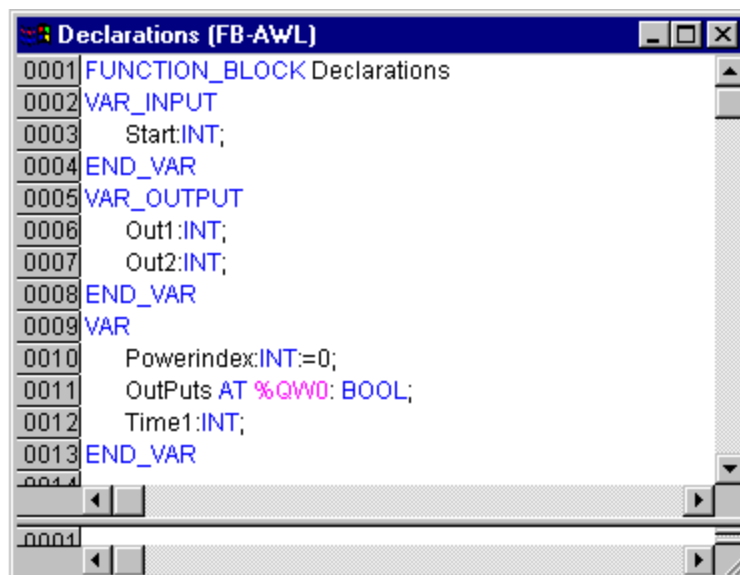 Declarations (FB-AWL)
0001 FUNCTION_BLOCK Declarations
0002 VAR_INPUT
0003 Start:INT;
0004 END_VAR
0005 VAR_OUTPUT
0006 Out1:INT;
0007 Out2:INT;
0008 END_VAR
0009 VAR
0010 Powerindex:INT:=0;
0011 OutPuts AT %QW0: BOOL;
0012 Time1:INT;
0013 END_VAR
0014
0001